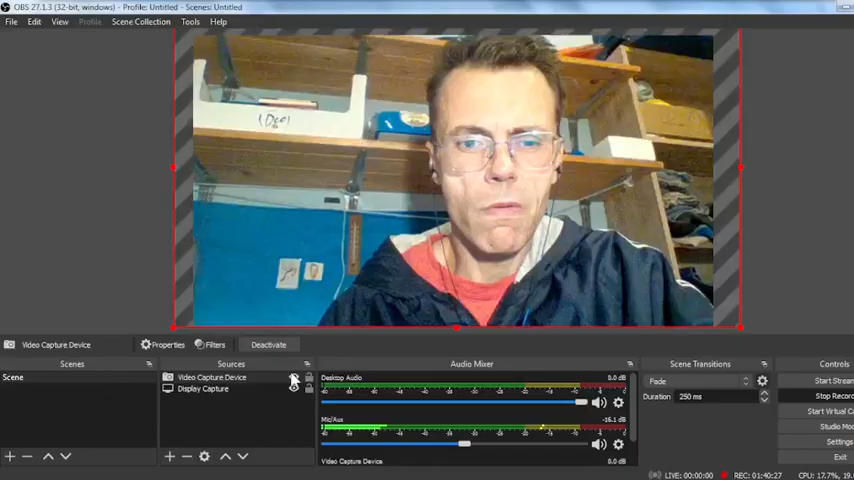 OBS 27.1.3 (32-bit, windows) - Profile: Untitled - Scenes: Untitled
File Edit View Profile Scene Collection Tools Help
Video Capture Device Properties Filters Deactivate
Scenes Sources Audio Mixer Scene Transitions Controls
Scene
Video Capture Device
Display Capture
Desktop Audio 0.0 dB
Mic/Aux -16.1 dB
Video Capture Device 0.0 dB
Fade
Duration 250 ms
Start Stream
Stop Record
Start Virtual C
Studio Mod
Settings
Exit
LIVE: 00:00:00 REC: 01:40:27 CPU: 17.7%, 19.